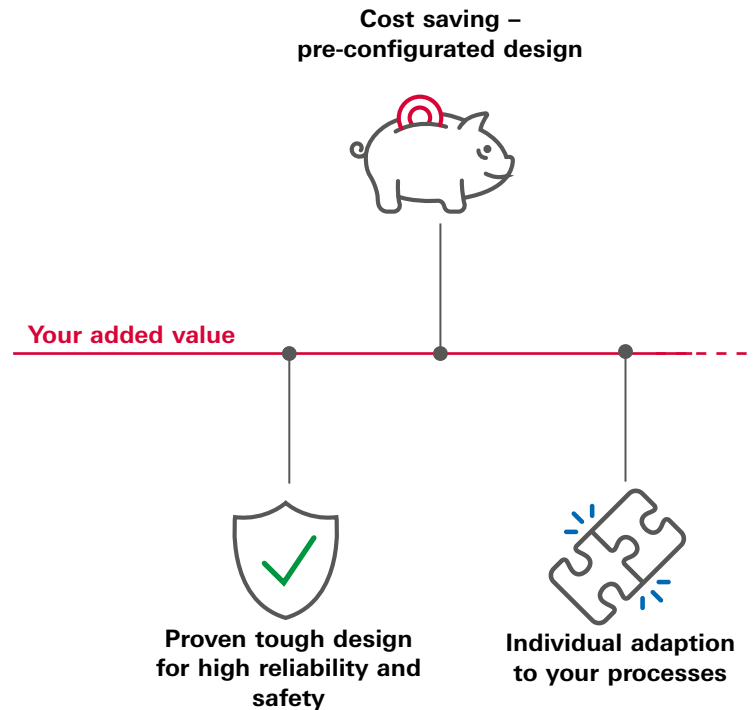 Cost saving –
pre-configurated design
Your added value
Proven tough design
for high reliability and
safety
Individual adaption
to your processes